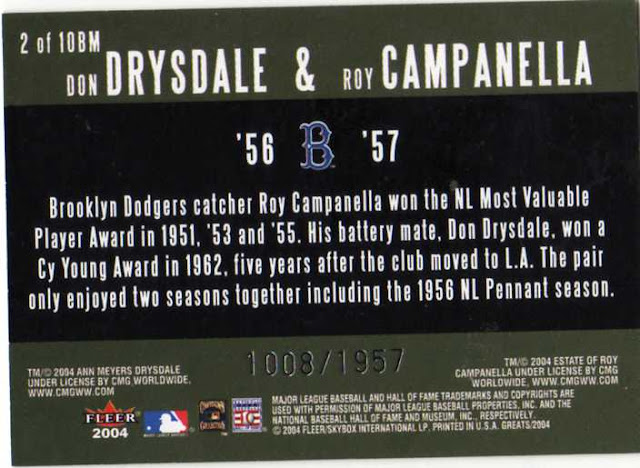 2 of 10BM
DON DRYSDALE & ROY CAMPANELLA
'56 B '57
Brooklyn Dodgers catcher Roy Campanella won the NL Most Valuable
Player Award in 1951, '53 and '55. His battery mate, Don Drysdale, won a
Cy Young Award in 1962, five years after the club moved to L.A. The pair
only enjoyed two seasons together including the 1956 NL Pennant season.
1008/1957
TM/© 2004 ANN MEYERS DRYSDALE
UNDER LICENSE BY CMG WORLDWIDE,
WWW.CMGWW.COM
TM/© 2004 ESTATE OF ROY
CAMPANELLA UNDER LICENSE BY CMG
WORLDWIDE, WWW.CMGWW.COM
FLEER
2004
MAJOR LEAGUE BASEBALL AND HALL OF FAME TRADEMARKS AND COPYRIGHTS ARE
USED WITH PERMISSION OF MAJOR LEAGUE BASEBALL PROPERTIES, INC. AND THE
NATIONAL BASEBALL HALL OF FAME AND MUSEUM, INC., RESPECTIVELY.
© 2004 FLEER/SKYBOX INTERNATIONAL LP. PRINTED IN U.S.A. GREATS/2004